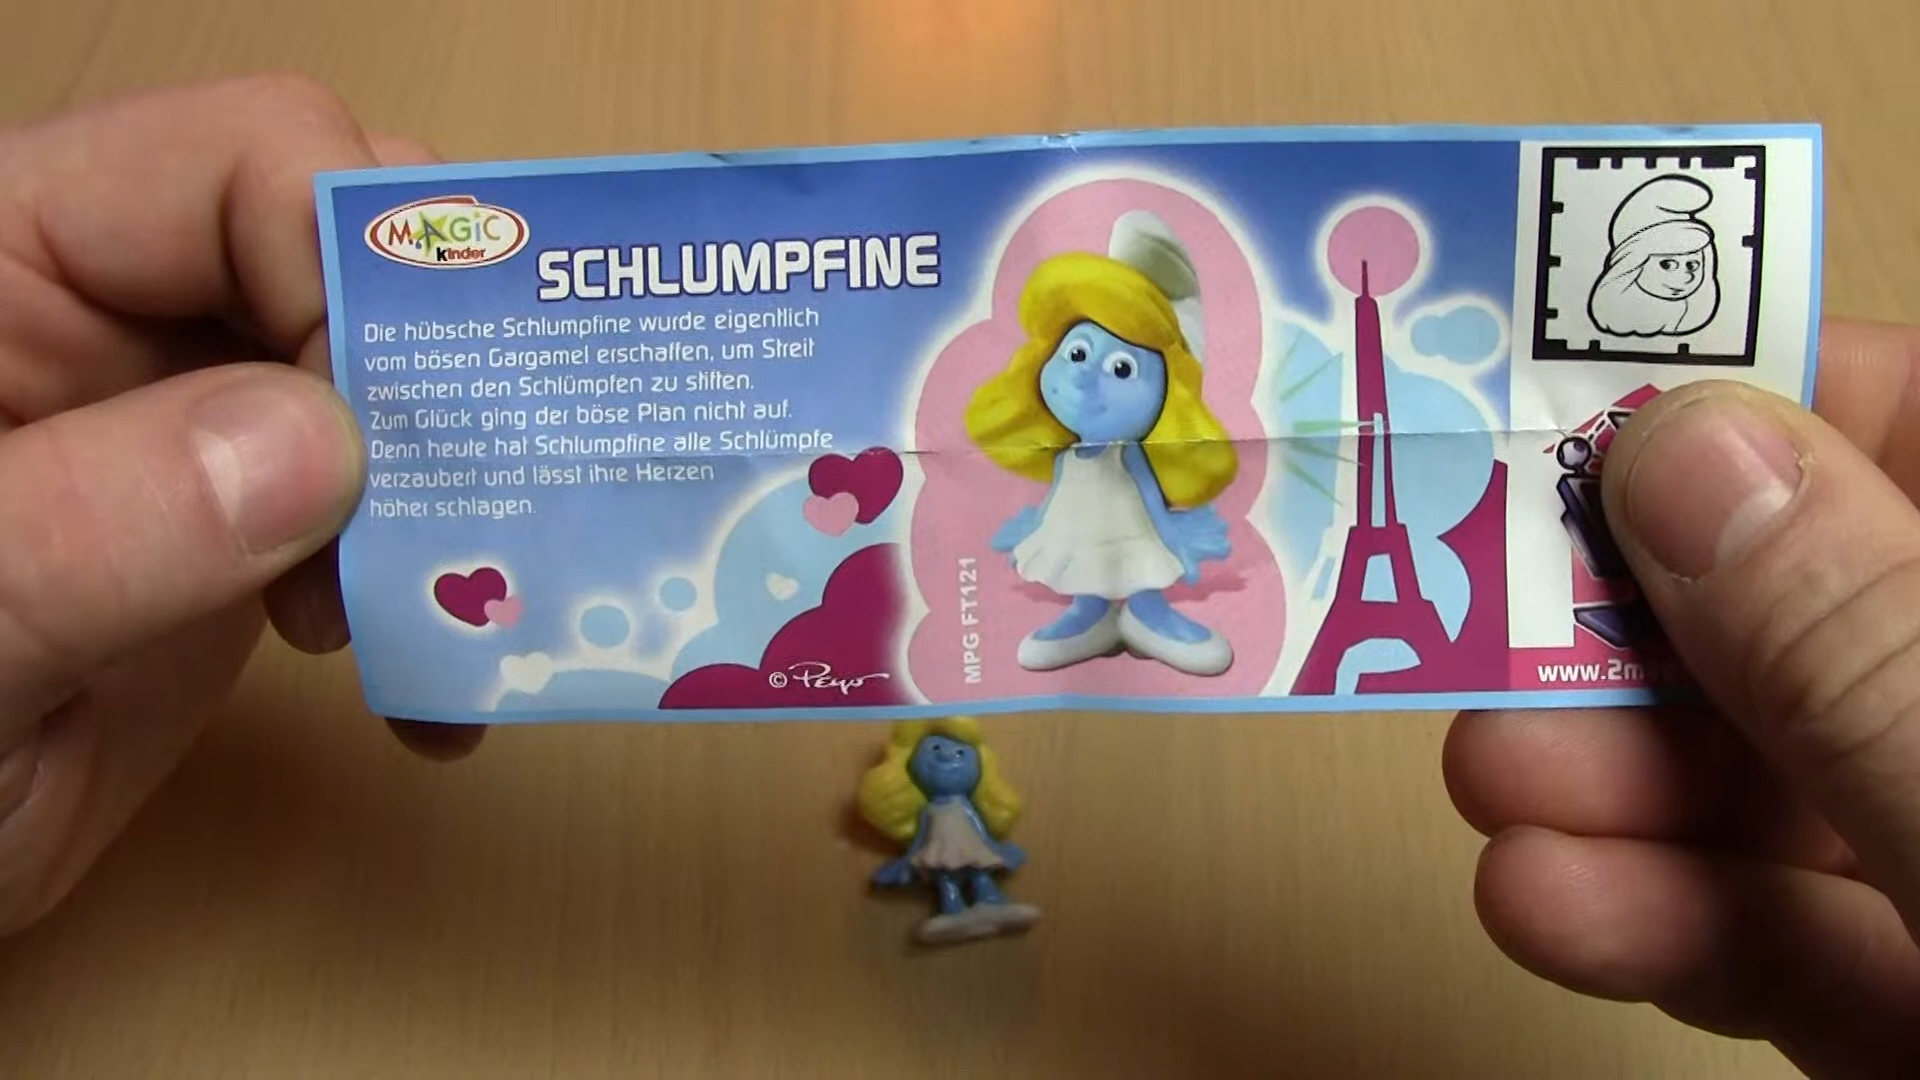 MAGiC
kinder
SCHLUMPFINE
Die hübsche Schlumpfine wurde eigentlich
vom bösen Gargamel erschaffen, um Streit
zwischen den Schlümpfen zu stiften.
Zum Glück ging der böse Plan nicht auf.
Denn heute hat Schlumpfine alle Schlümpfe
verzaubert und lässt ihre Herzen
höher schlagen.
© Peyo
MPG FT121
www.2m